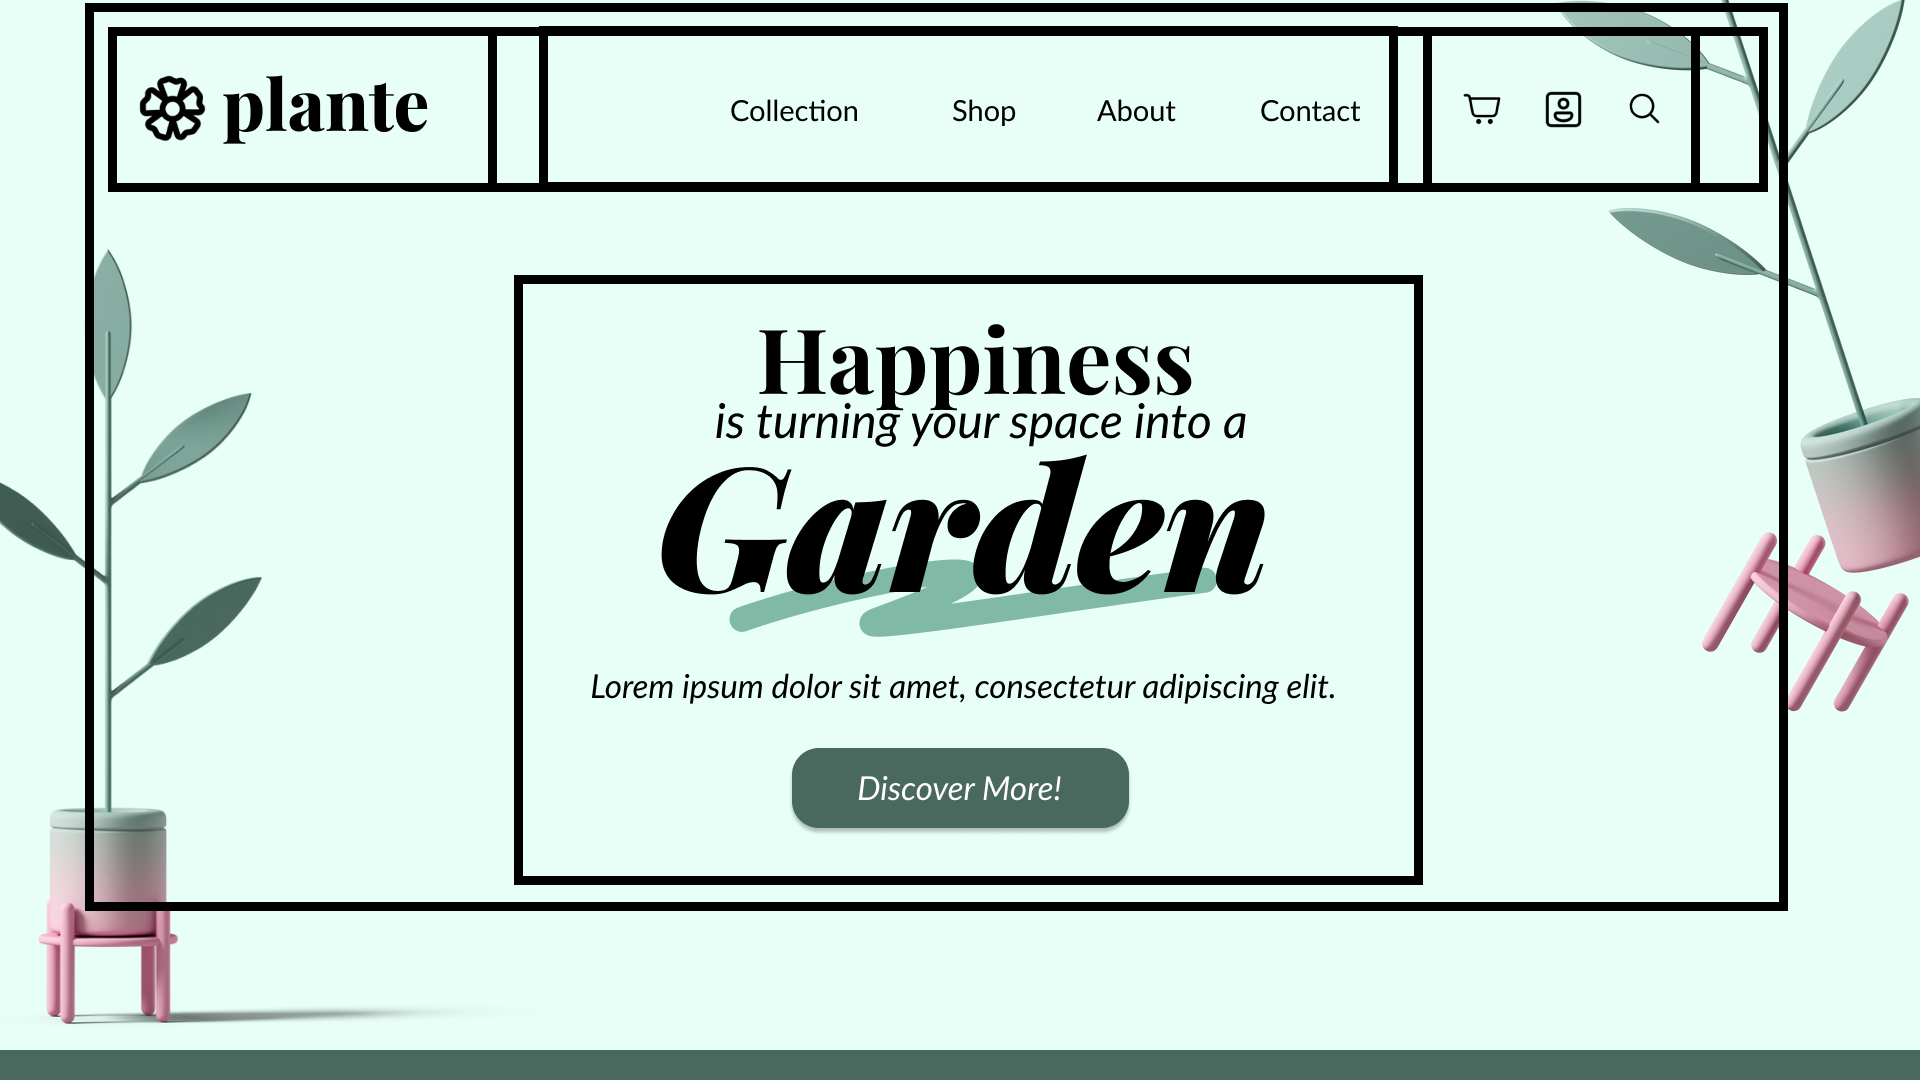 plante
Collection Shop About Contact
Happiness
is turning your space into a
Garden
Lorem ipsum dolor sit amet, consectetur adipiscing elit.
Discover More!